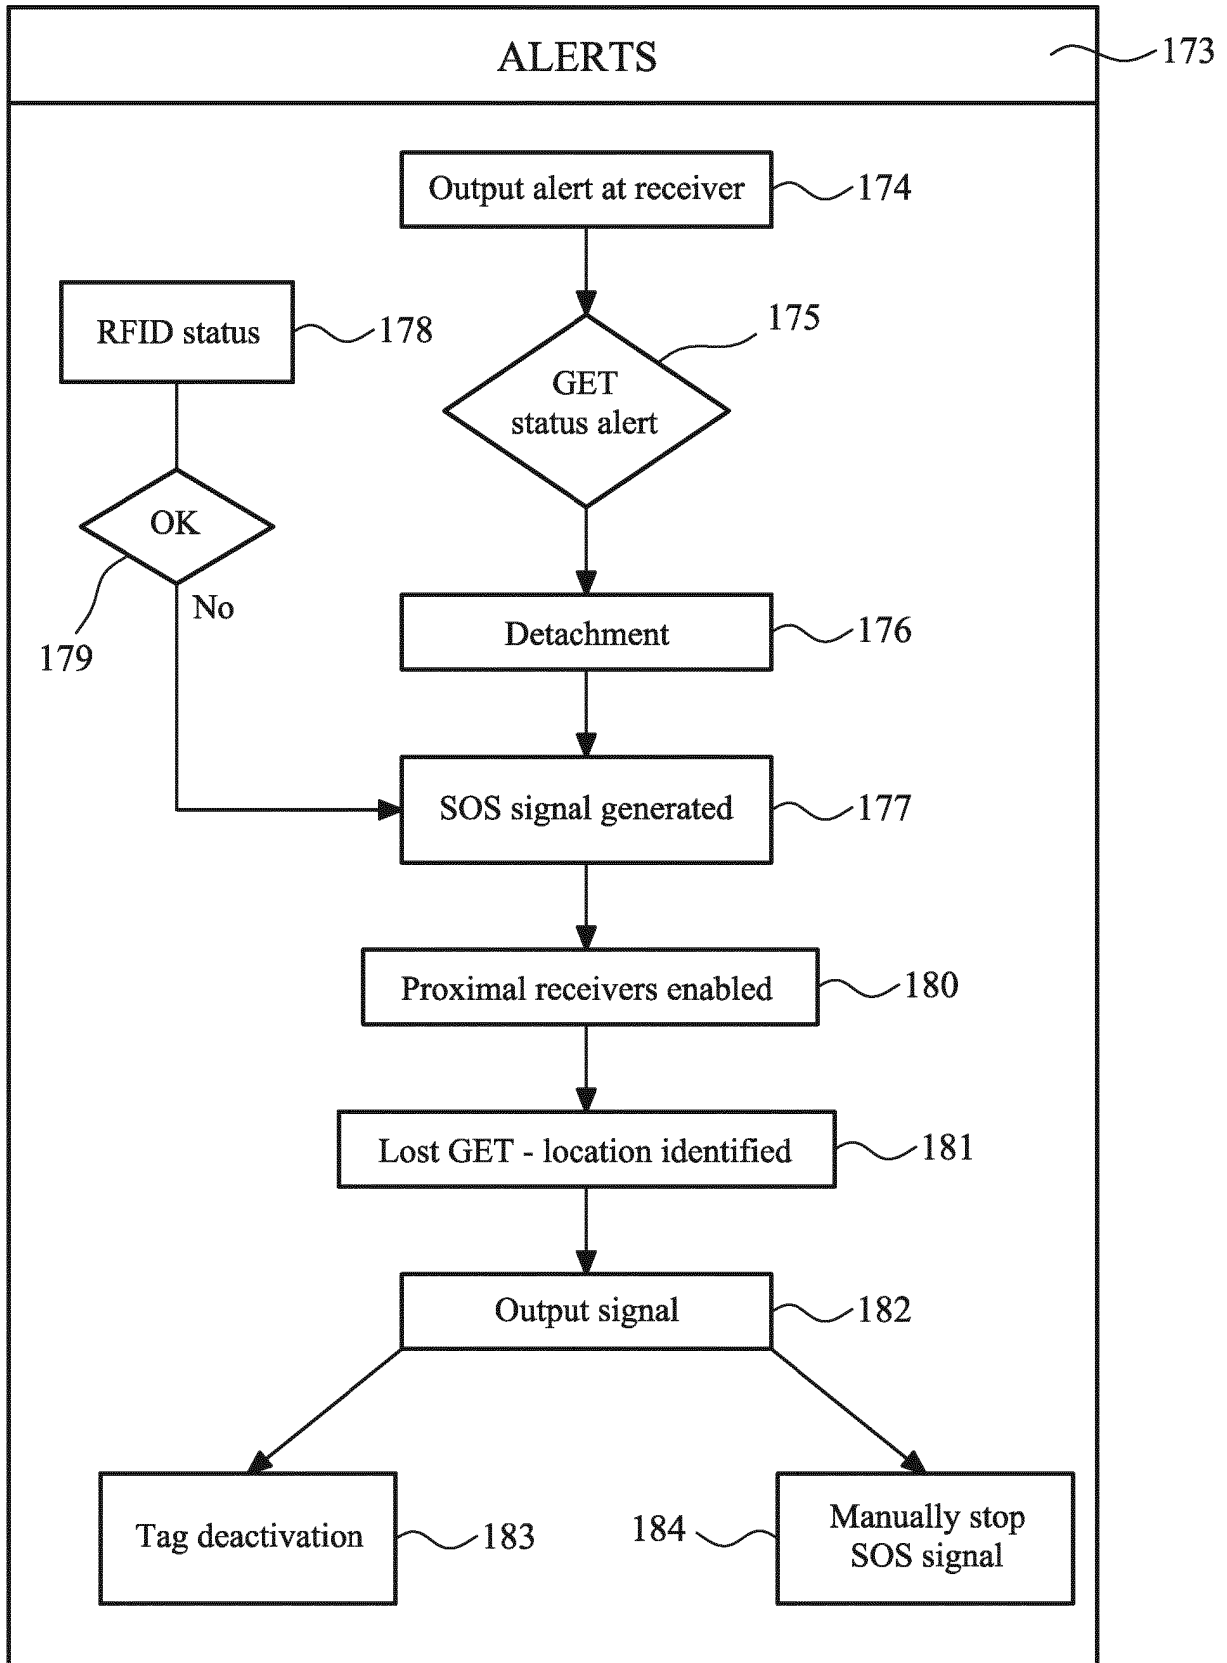 ALERTS
173
Output alert at receiver
174
RFID status
178
175
GET
status alert
OK
179
No
Detachment
176
SOS signal generated
177
Proximal receivers enabled
180
Lost GET - location identified
181
Output signal
182
Tag deactivation
183
184
Manually stop
SOS signal